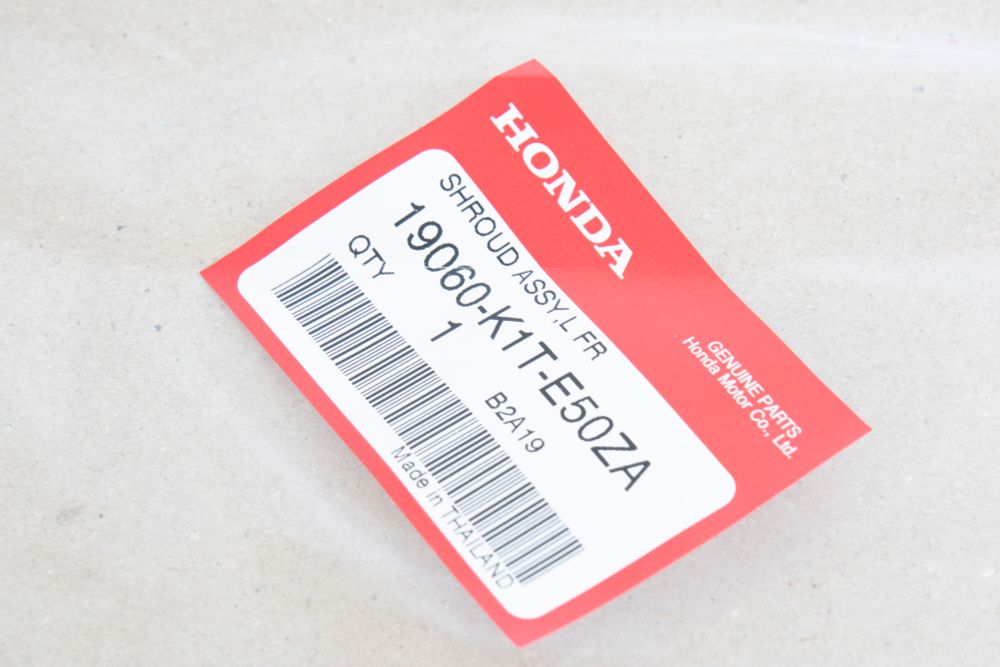 HONDA
GENUINE PARTS
Honda Motor Co., Ltd.
SHROUD ASSY,L FR
19060-K1T-E50ZA
QTY 1 B2A19
Made in THAILAND